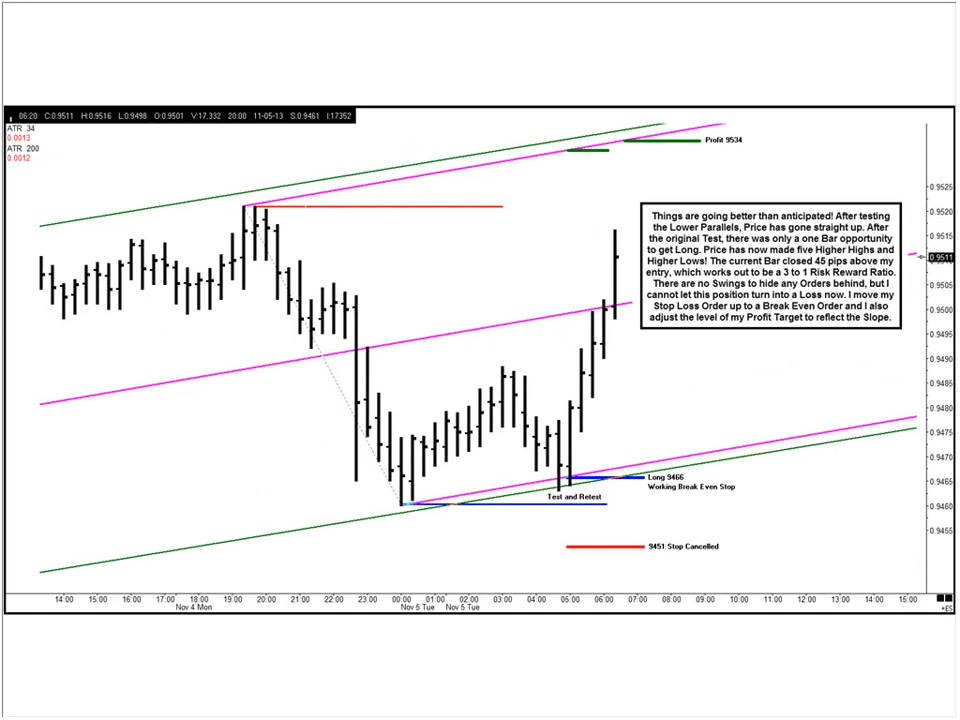 06:20 C:0.9511 H:0.9516 L:0.9498 O:0.9501 V:17,332 20:00 11-05-13 S:0.9461 I:17352
ATR 34
0.0013
ATR 200
0.0012
Profit 9534
Things are going better than anticipated! After testing
the Lower Parallels, Price has gone straight up. After
the original Test, there was only a one Bar opportunity
to get Long. Price has now made five Higher Highs and
Higher Lows! The current Bar closed 45 pips above my
entry, which works out to be a 3 to 1 Risk Reward Ratio.
There are no Swings to hide any Orders behind, but I
cannot let this position turn into a Loss now. I move my
Stop Loss Order up to a Break Even Order and I also
adjust the level of my Profit Target to reflect the Slope.
0.9525
0.9520
0.9515
0.9511
0.9505
0.9500
0.9495
0.9490
0.9485
0.9480
0.9475
0.9470
0.9465
0.9460
0.9455
Long 9466
Working Break Even Stop
Test and Retest
9451 Stop Cancelled
14:00 15:00 16:00 17:00 18:00 19:00 20:00 21:00 22:00 23:00 00:00 01:00 02:00 03:00 04:00 05:00 06:00 07:00 08:00 09:00 10:00 11:00 12:00 13:00 14:00 15:00
Nov 4 Mon Nov 5 Tue Nov 5 Tue
+ES